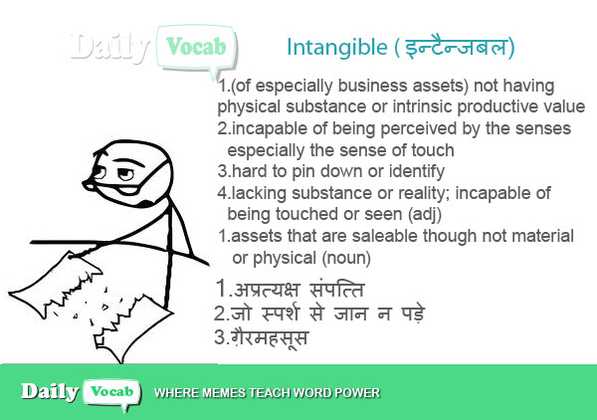 Daily Vocab
Intangible ( इन्टैन्जबल)
1.(of especially business assets) not having
physical substance or intrinsic productive value
2.incapable of being perceived by the senses
especially the sense of touch
3.hard to pin down or identify
4.lacking substance or reality; incapable of
being touched or seen (adj)
1.assets that are saleable though not material
or physical (noun)
1.अप्रत्यक्ष संपत्ति
2.जो स्पर्श से जान न पड़े
3.ग़ैरमहसूस
Daily Vocab WHERE MEMES TEACH WORD POWER